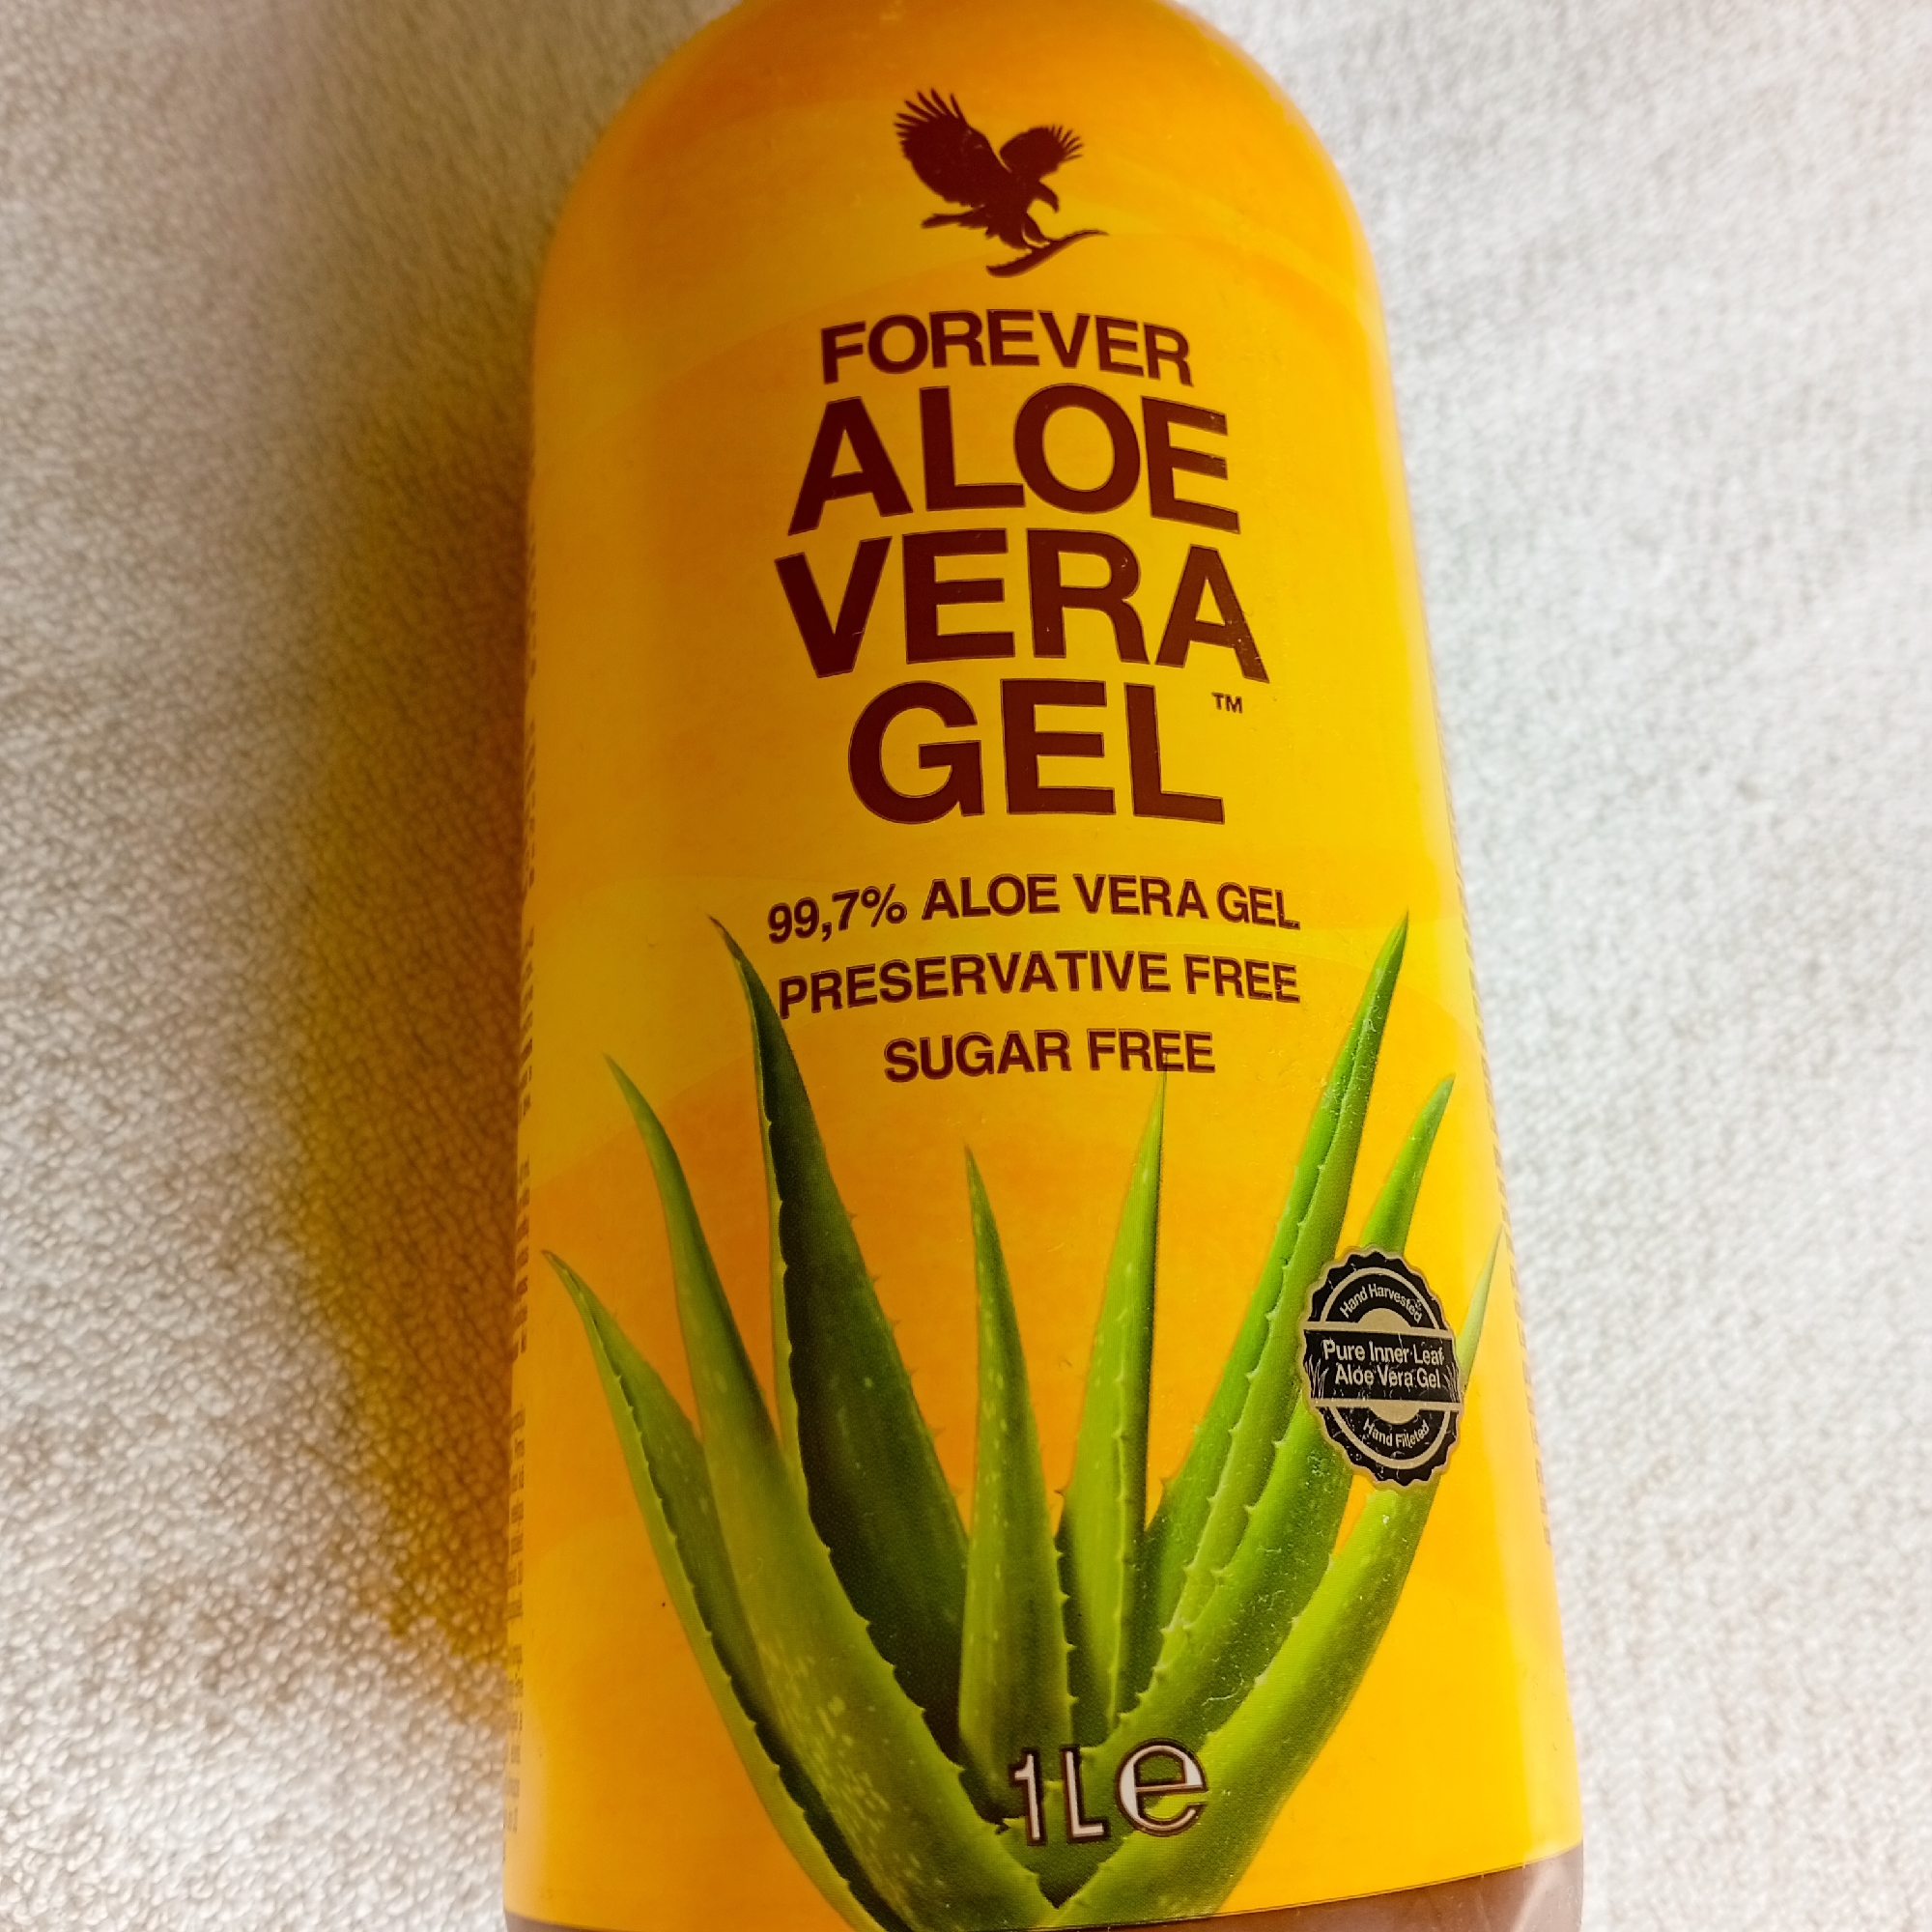 FOREVER
ALOE
VERA
GEL™
99,7% ALOE VERA GEL
PRESERVATIVE FREE
SUGAR FREE
Hand Harvested
Pure Inner Leaf
Aloe Vera Gel
Hand Filleted
1L e